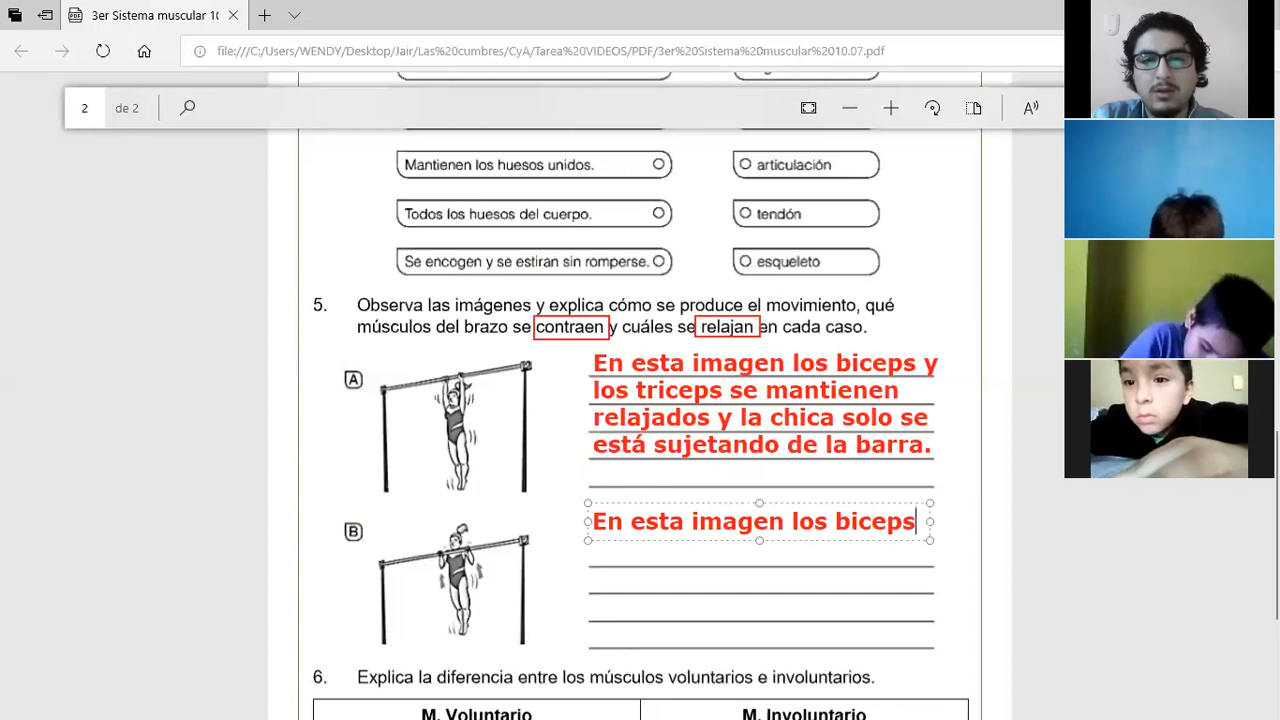 3er Sistema muscular 10
file:///C:/Users/WENDY/Desktop/Jair/Las%20cumbres/CyA/Tarea%20VIDEOS/PDF/3er%20Sistema%20muscular%2010.07.pdf
2 de 2
Mantienen los huesos unidos. articulación
Todos los huesos del cuerpo. tendón
Se encogen y se estiran sin romperse. esqueleto
5. Observa las imágenes y explica cómo se produce el movimiento, qué
músculos del brazo se contraen y cuáles se relajan en cada caso.
A
En esta imagen los biceps y
los triceps se mantienen
relajados y la chica solo se
está sujetando de la barra.
B
En esta imagen los biceps
6. Explica la diferencia entre los músculos voluntarios e involuntarios.
M. Voluntario M. Involuntario